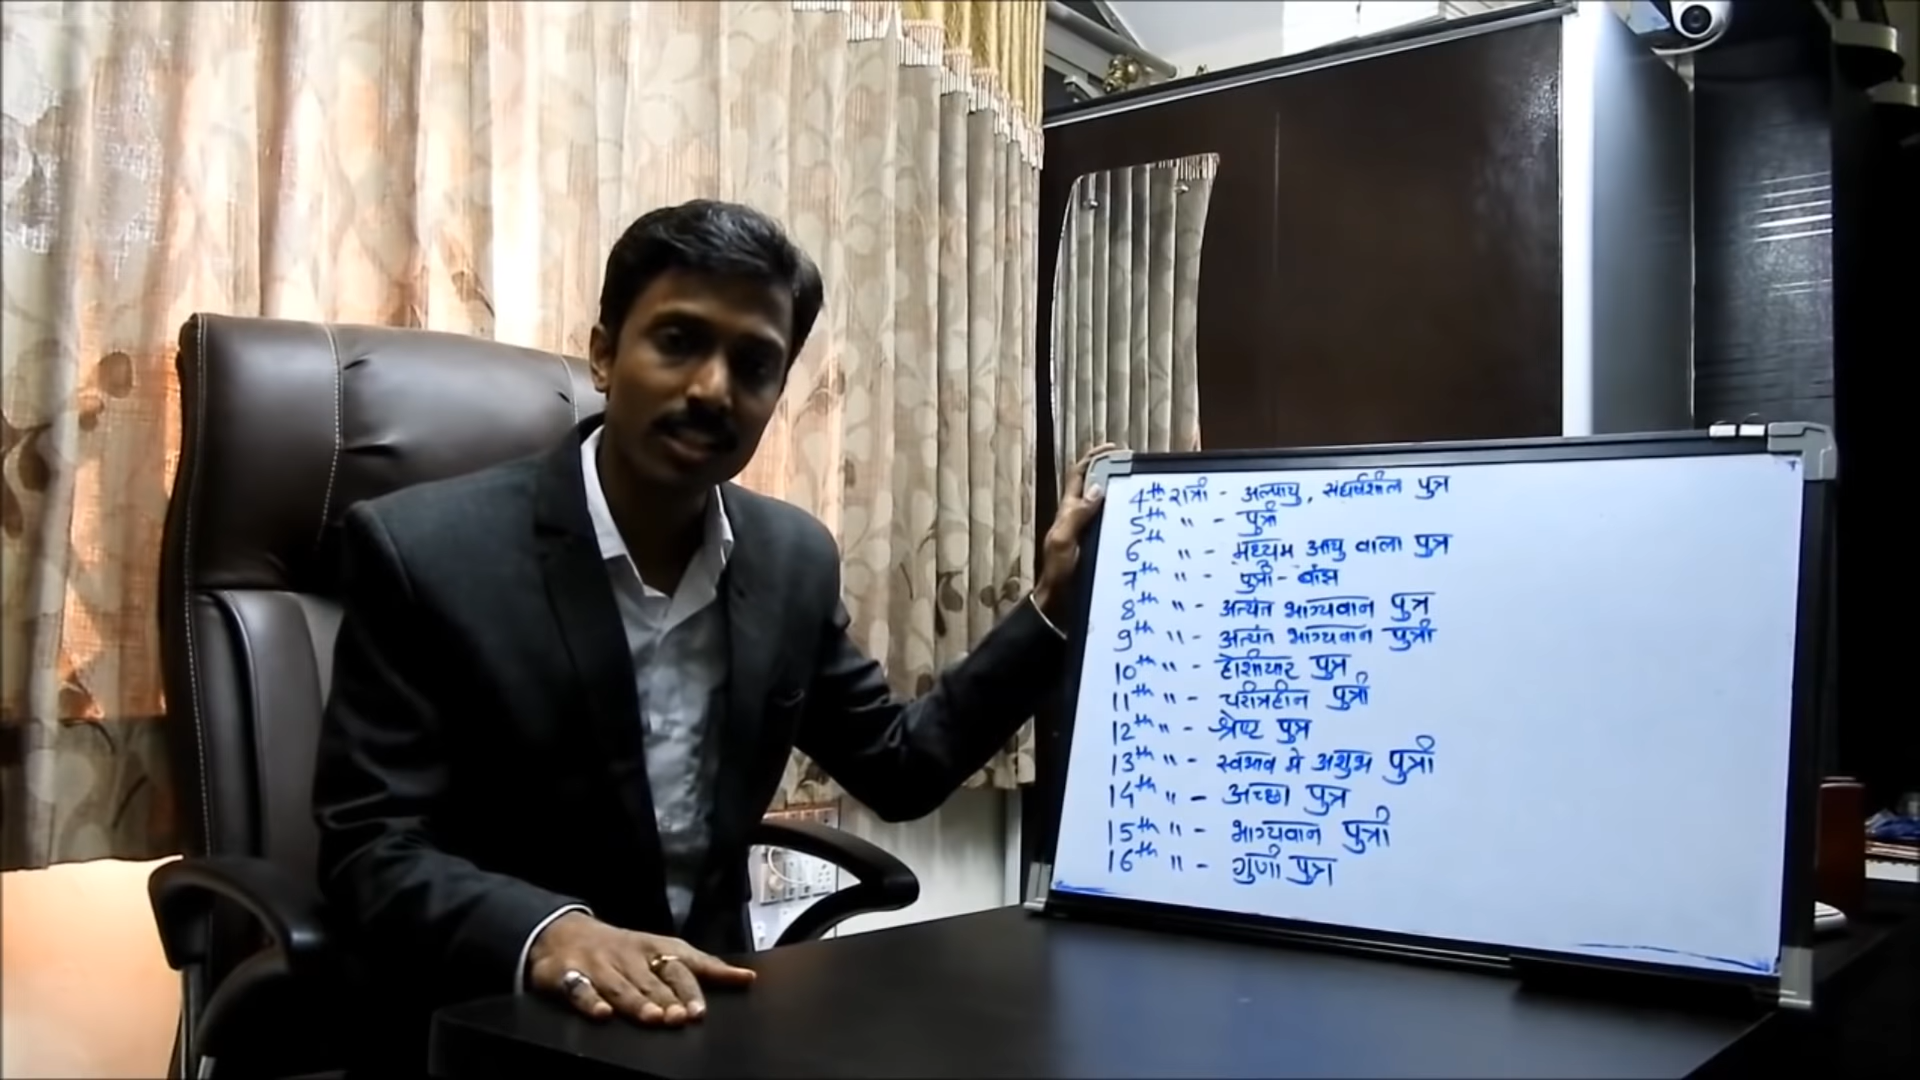 4th रात्री - अल्पायु, संघर्षशील पुत्र
5th " - पुत्री
6th " - मध्यम आयु वाला पुत्र
7th " - पुत्री - बांझ
8th " - अत्यंत भाग्यवान पुत्र
9th " - अत्यंत भाग्यवान पुत्री
10th " - होशीयार पुत्र
11th " - चरीत्रहीन पुत्री
12th " - श्रेष्ट पुत्र
13th " - स्वभाव मे अशुभ पुत्री
14th " - अच्छा पुत्र
15th " - भाग्यवान पुत्री
16th " - गुणी पुत्र